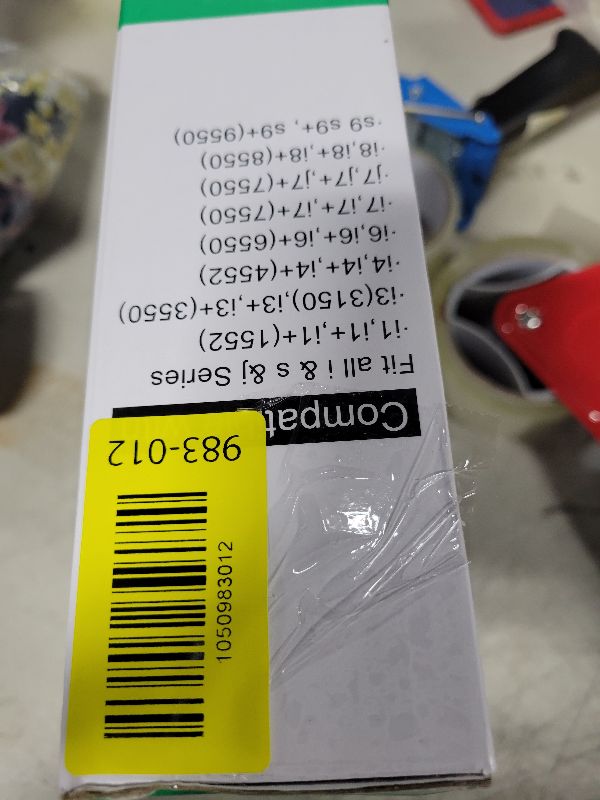 Compat
Fit all i & s & j Series
·i1,i1+,i1+(1552)
·i3(3150),i3+,i3+(3550)
·i4,i4+,i4+(4552)
·i6,i6+,i6+(6550)
·i7,i7+,i7+(7550)
·j7,j7+,j7+(7550)
·i8,i8+,i8+(8550)
·s9 s9+, s9+(9550)
983-012
1050983012